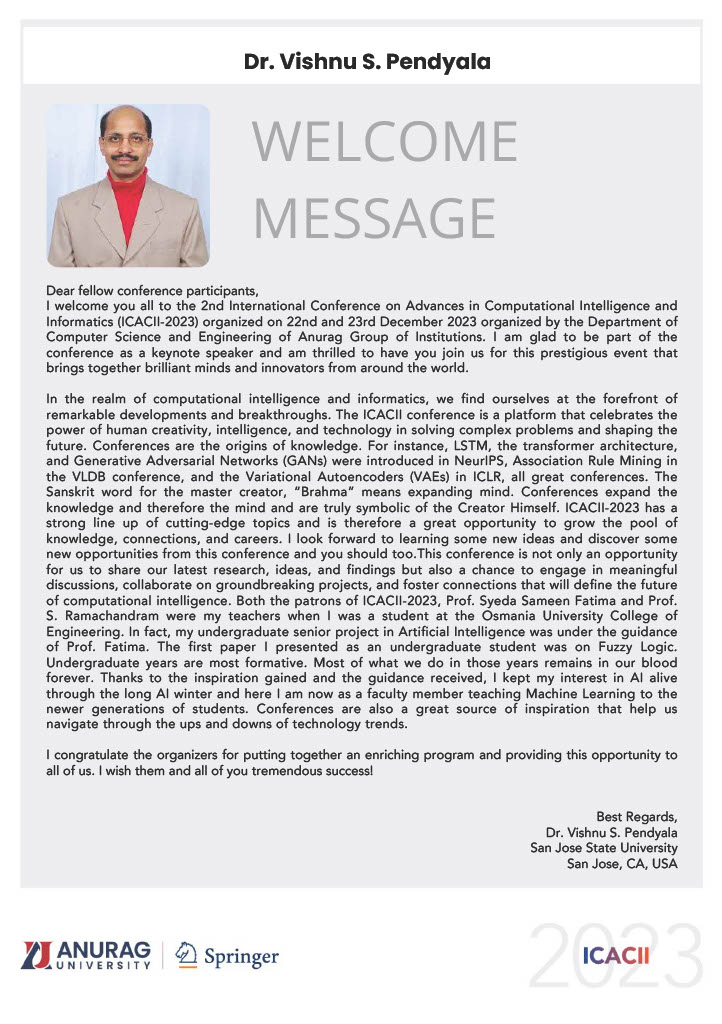 Dr. Vishnu S. Pendyala
WELCOME
MESSAGE
Dear fellow conference participants,
I welcome you all to the 2nd International Conference on Advances in Computational Intelligence and
Informatics (ICACII-2023) organized on 22nd and 23rd December 2023 organized by the Department of
Computer Science and Engineering of Anurag Group of Institutions. I am glad to be part of the
conference as a keynote speaker and am thrilled to have you join us for this prestigious event that
brings together brilliant minds and innovators from around the world.
In the realm of computational intelligence and informatics, we find ourselves at the forefront of
remarkable developments and breakthroughs. The ICACII conference is a platform that celebrates the
power of human creativity, intelligence, and technology in solving complex problems and shaping the
future. Conferences are the origins of knowledge. For instance, LSTM, the transformer architecture,
and Generative Adversarial Networks (GANs) were introduced in NeurIPS, Association Rule Mining in
the VLDB conference, and the Variational Autoencoders (VAEs) in ICLR, all great conferences. The
Sanskrit word for the master creator, “Brahma” means expanding mind. Conferences expand the
knowledge and therefore the mind and are truly symbolic of the Creator Himself. ICACII-2023 has a
strong line up of cutting-edge topics and is therefore a great opportunity to grow the pool of
knowledge, connections, and careers. I look forward to learning some new ideas and discover some
new opportunities from this conference and you should too.This conference is not only an opportunity
for us to share our latest research, ideas, and findings but also a chance to engage in meaningful
discussions, collaborate on groundbreaking projects, and foster connections that will define the future
of computational intelligence. Both the patrons of ICACII-2023, Prof. Syeda Sameen Fatima and Prof.
S. Ramachandram were my teachers when I was a student at the Osmania University College of
Engineering. In fact, my undergraduate senior project in Artificial Intelligence was under the guidance
of Prof. Fatima. The first paper I presented as an undergraduate student was on Fuzzy Logic.
Undergraduate years are most formative. Most of what we do in those years remains in our blood
forever. Thanks to the inspiration gained and the guidance received, I kept my interest in AI alive
through the long AI winter and here I am now as a faculty member teaching Machine Learning to the
newer generations of students. Conferences are also a great source of inspiration that help us
navigate through the ups and downs of technology trends.
I congratulate the organizers for putting together an enriching program and providing this opportunity to
all of us. I wish them and all of you tremendous success!
Best Regards,
Dr. Vishnu S. Pendyala
San Jose State University
San Jose, CA, USA
ANURAG
UNIVERSITY
Springer
2023
ICACII